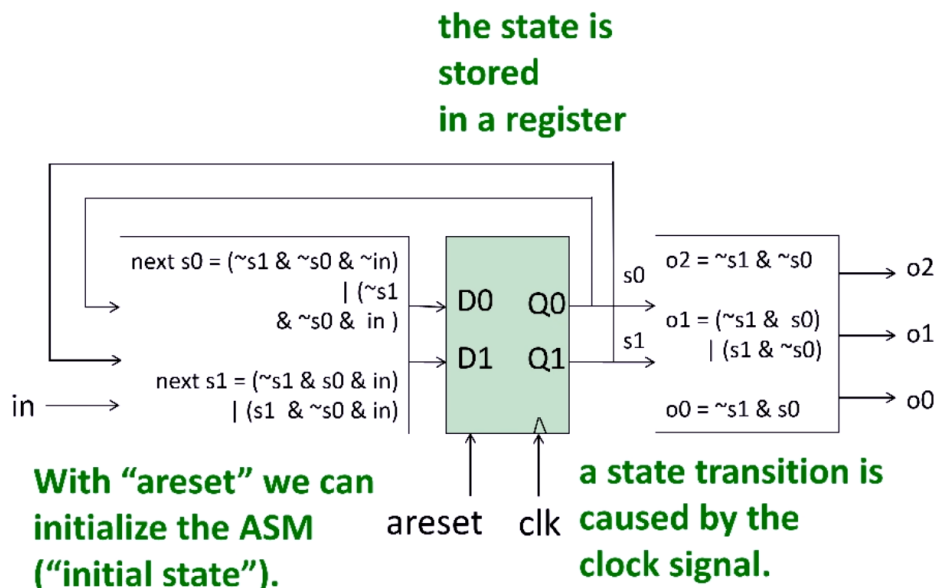 the state is
stored
in a register
next s0 = (~s1 & ~s0 & ~in)
| (~s1
& ~s0 & in )
next s1 = (~s1 & s0 & in)
| (s1 & ~s0 & in)
in
D0 Q0
D1 Q1
s0
s1
o2 = ~s1 & ~s0
o1 = (~s1 & s0)
| (s1 & ~s0)
o0 = ~s1 & s0
o2
o1
o0
areset clk
With “areset” we can
initialize the ASM
(“initial state”).
a state transition is
caused by the
clock signal.